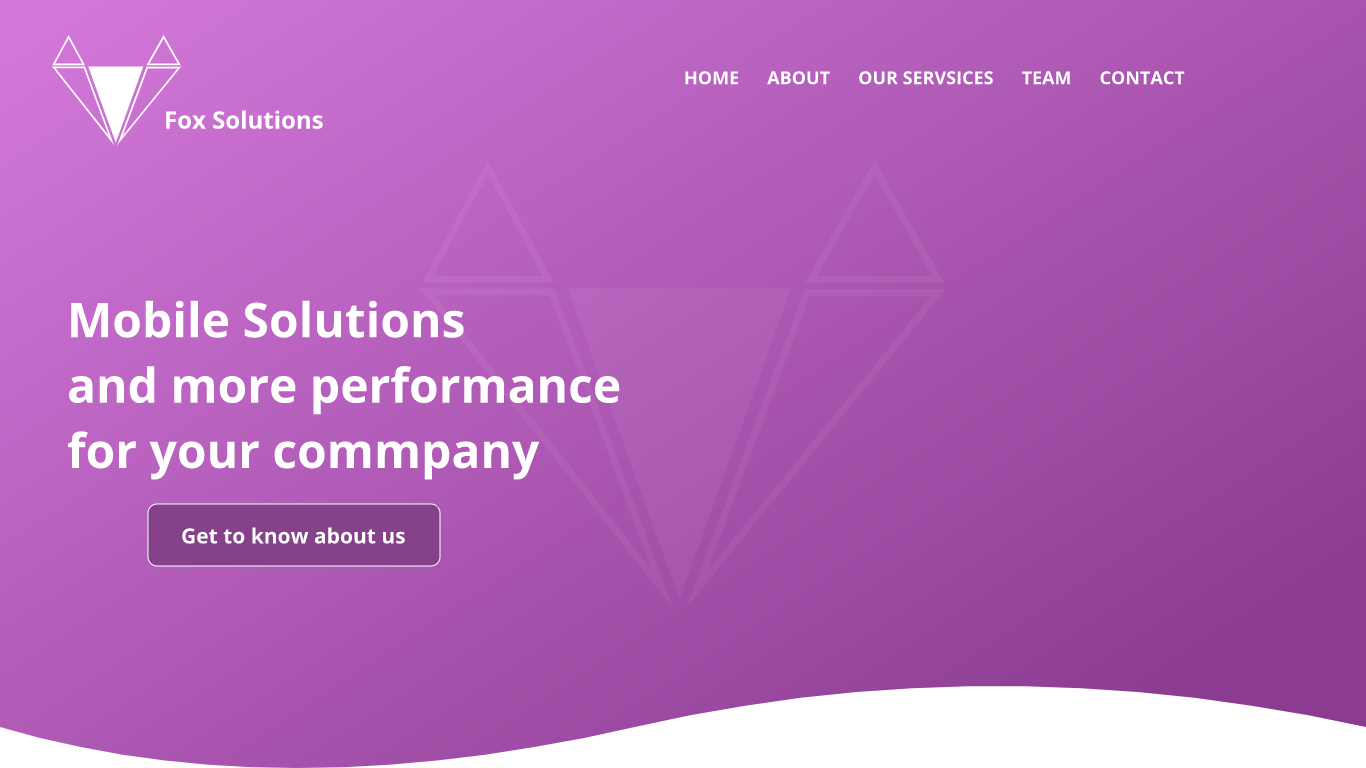 HOME ABOUT OUR SERVSICES TEAM CONTACT
Fox Solutions
Mobile Solutions
and more performance
for your commpany
Get to know about us